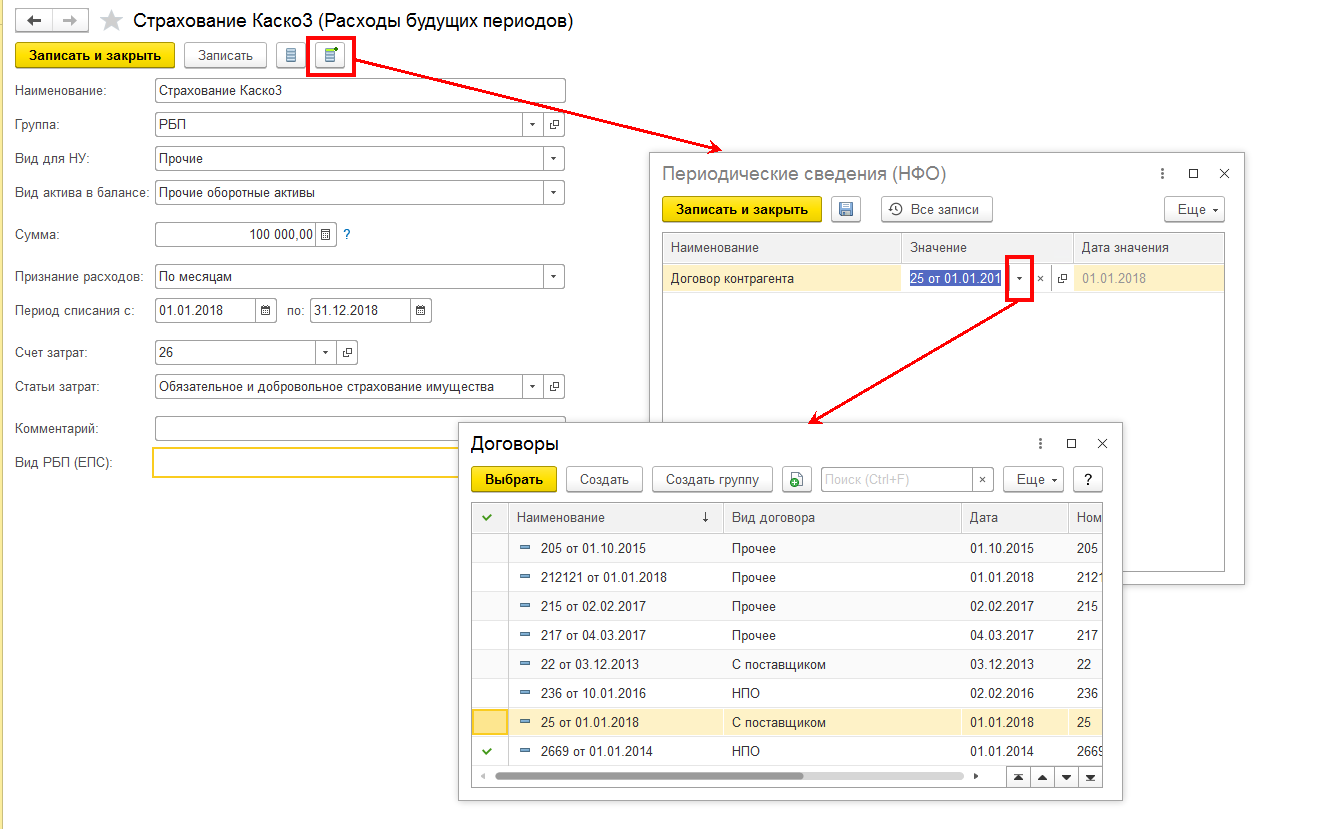 Страхование Каско3 (Расходы будущих периодов)
Записать и закрыть Записать
Наименование: Страхование Каско3
Группа: РБП
Вид для НУ: Прочие
Вид актива в балансе: Прочие оборотные активы
Сумма: 100 000,00 ?
Признание расходов: По месяцам
Период списания с: 01.01.2018 по: 31.12.2018
Счет затрат: 26
Статьи затрат: Обязательное и добровольное страхование имущества
Комментарий:
Вид РБП (ЕПС):
Периодические сведения (НФО)
Записать и закрыть Все записи Еще
Наименование Значение Дата значения
Договор контрагента 25 от 01.01.201 01.01.2018
Договоры
Выбрать Создать Создать группу Поиск (Ctrl+F) × Еще ?
Наименование Вид договора Дата Ном
205 от 01.10.2015 Прочее 01.10.2015 205
212121 от 01.01.2018 Прочее 01.01.2018 2121
215 от 02.02.2017 Прочее 02.02.2017 215
217 от 04.03.2017 Прочее 04.03.2017 217
22 от 03.12.2013 С поставщиком 03.12.2013 22
236 от 10.01.2016 НПО 02.02.2016 236
25 от 01.01.2018 С поставщиком 01.01.2018 25
2669 от 01.01.2014 НПО 01.01.2014 2669